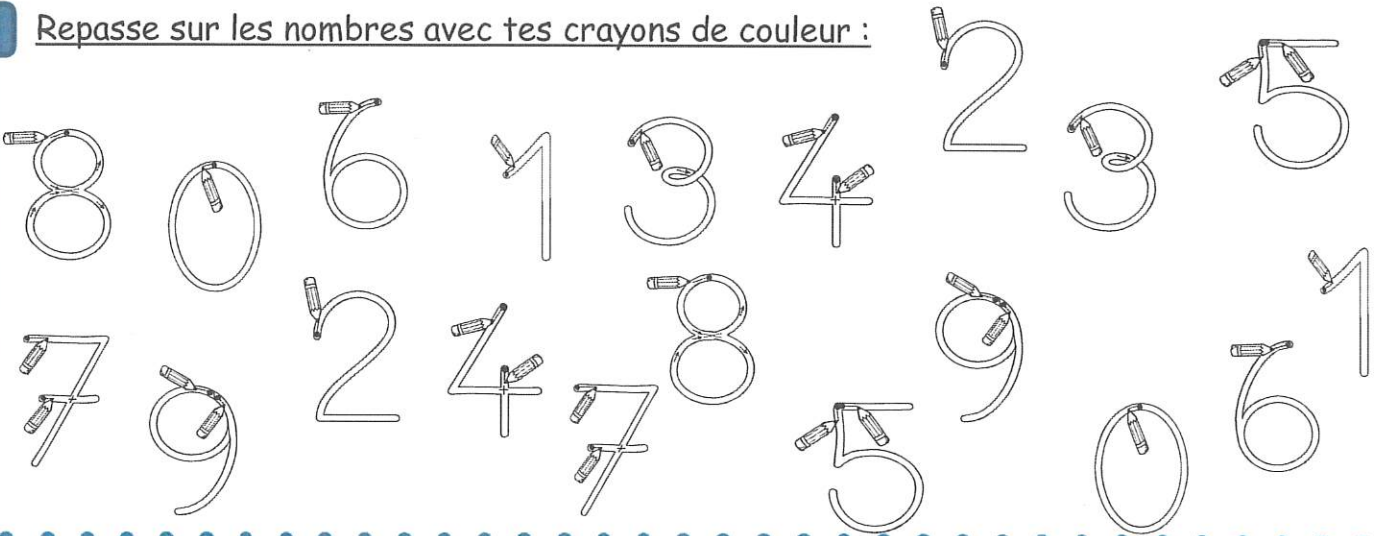 Repasse sur les nombres avec tes crayons de couleur :
8 0 6 1 3 4 2 3 5
7 9 2 4 7 8 5 9 0 6 1